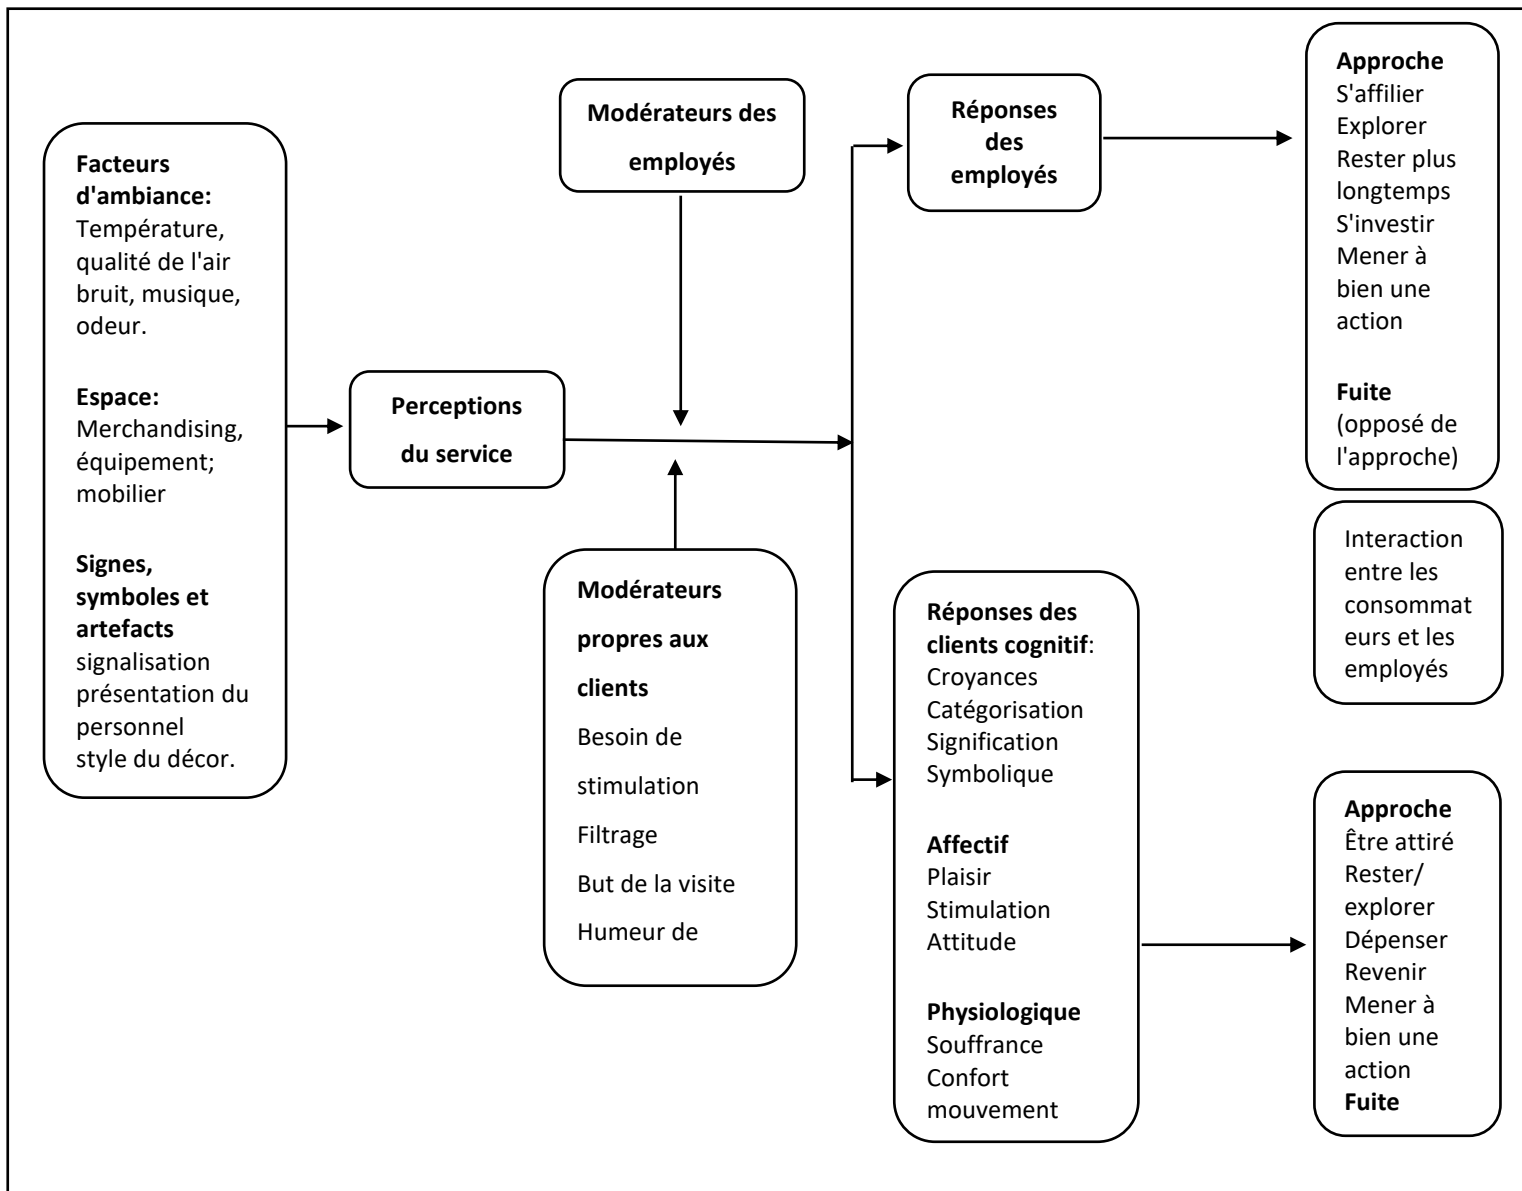 Facteurs
d'ambiance:
Température,
qualité de l'air
bruit, musique,
odeur.
Espace:
Merchandising,
équipement;
mobilier
Signes,
symboles et
artefacts
signalisation
présentation du
personnel
style du décor.
Perceptions
du service
Modérateurs des
employés
Modérateurs
propres aux
clients
Besoin de
stimulation
Filtrage
But de la visite
Humeur de
Réponses
des
employés
Réponses des
clients cognitif:
Croyances
Catégorisation
Signification
Symbolique
Affectif
Plaisir
Stimulation
Attitude
Physiologique
Souffrance
Confort
mouvement
Approche
S'affilier
Explorer
Rester plus
longtemps
S'investir
Mener à
bien une
action
Fuite
(opposé de
l'approche)
Interaction
entre les
consommat
eurs et les
employés
Approche
Être attiré
Rester/
explorer
Dépenser
Revenir
Mener à
bien une
action
Fuite